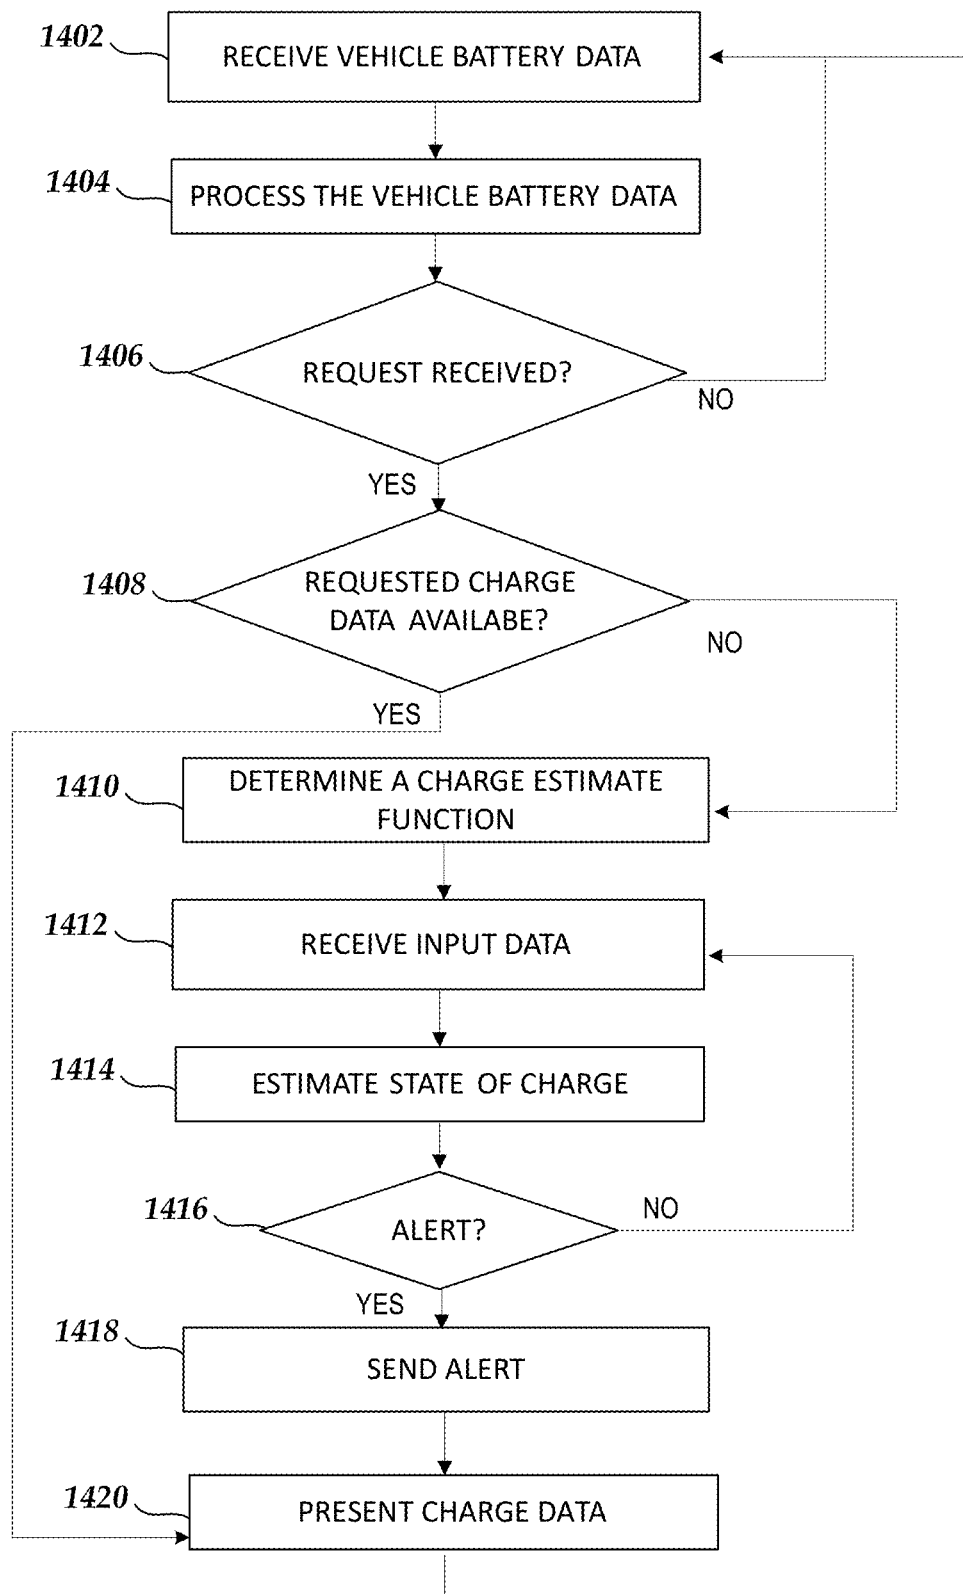 1402
RECEIVE VEHICLE BATTERY DATA
1404
PROCESS THE VEHICLE BATTERY DATA
1406
REQUEST RECEIVED?
NO
YES
1408
REQUESTED CHARGE
DATA AVAILABE?
NO
YES
1410
DETERMINE A CHARGE ESTIMATE
FUNCTION
1412
RECEIVE INPUT DATA
1414
ESTIMATE STATE OF CHARGE
1416
ALERT?
NO
YES
1418
SEND ALERT
1420
PRESENT CHARGE DATA